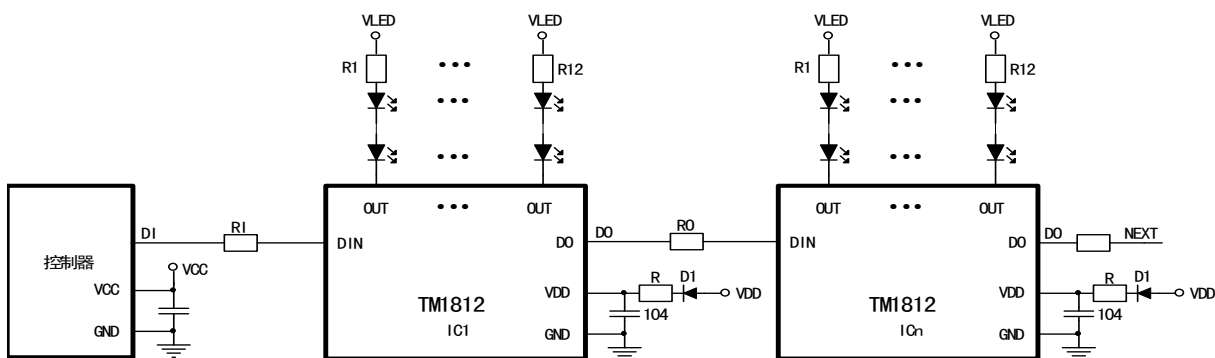 VLED VLED VLED VLED
R1 ••• R12 R1 ••• R12
••• •••
••• •••
OUT ••• OUT OUT ••• OUT
DI RI DIN DO DO RO DIN DO DO NEXT
控制器 VCC
VCC VDD R D1 VDD VDD R D1 VDD
TM1812 104 TM1812 104
GND IC1 GND ICn GND